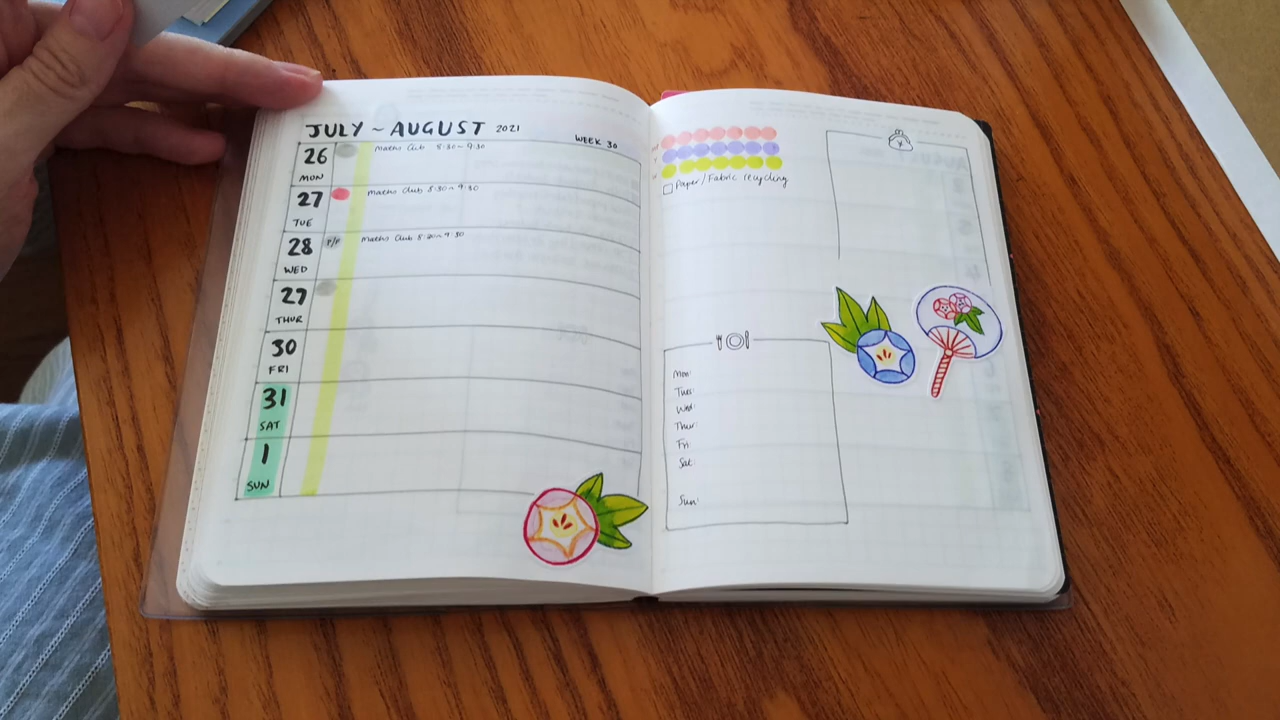 JULY ~ AUGUST 2021
WEEK 30
26
MON
Maths Club 8:30~9:30
27
TUE
Maths Club 8:30~9:30
28
WED
P/P
Maths Club 8:30~9:30
29
THUR
30
FRI
31
SAT
1
SUN
Paper/Fabric recycling
¥
Mon:
Tues:
Wed:
Thur:
Fri:
Sat:
Sun: